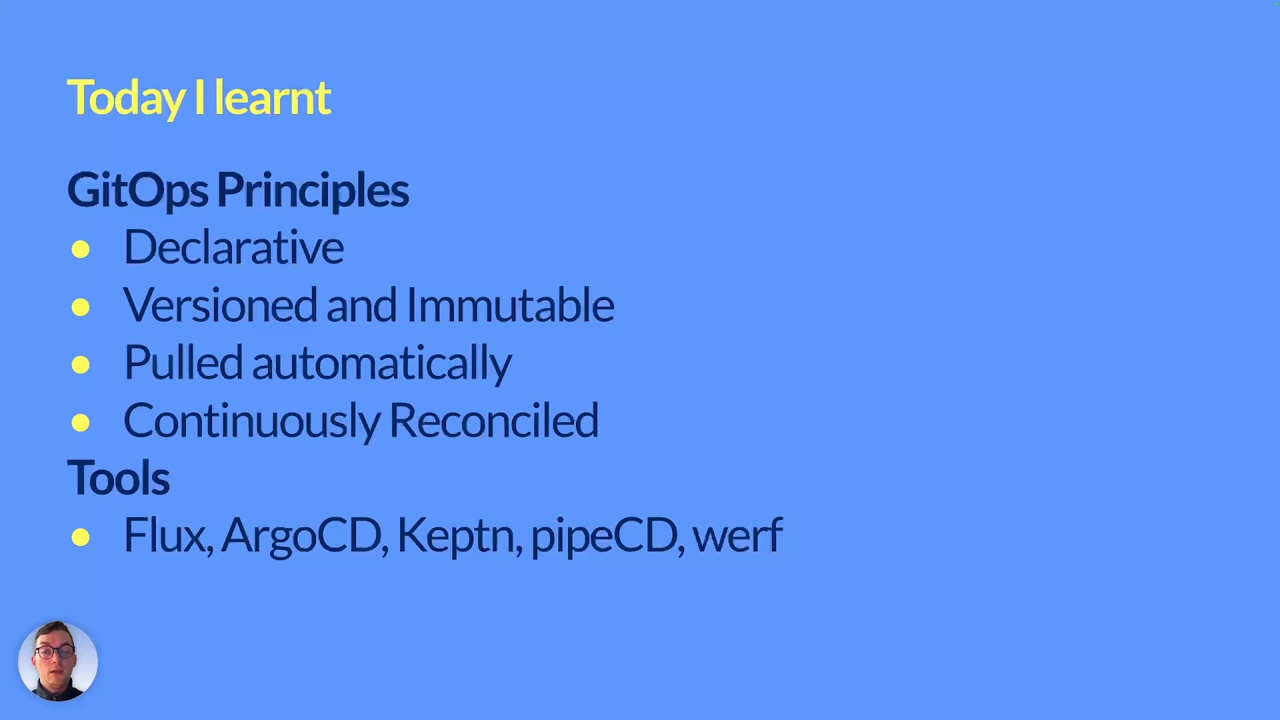 Today I learnt
GitOps Principles
Declarative
Versioned and Immutable
Pulled automatically
Continuously Reconciled
Tools
Flux, ArgoCD, Keptn, pipeCD, werf